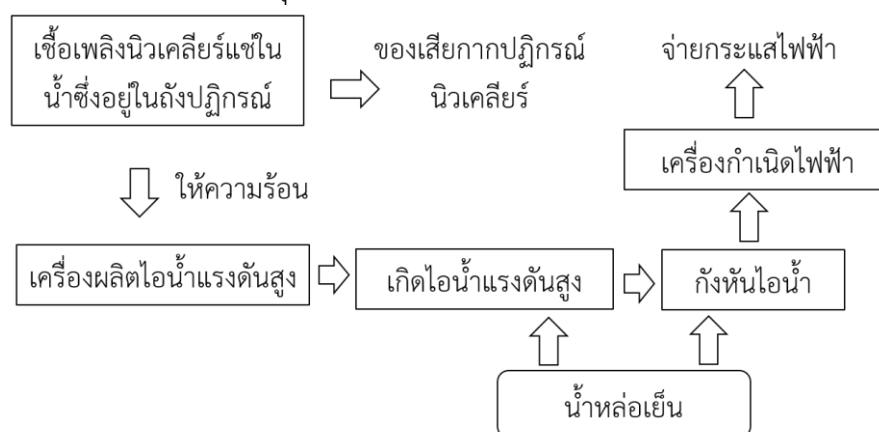 เชื้อเพลิงนิวเคลียร์แช่ใน
น้ำซึ่งอยู่ในถังปฏิกรณ์
ของเสียกากปฏิกรณ์
นิวเคลียร์
จ่ายกระแสไฟฟ้า
เครื่องกำเนิดไฟฟ้า
ให้ความร้อน
เครื่องผลิตไอน้ำแรงดันสูง
เกิดไอน้ำแรงดันสูง
กังหันไอน้ำ
น้ำหล่อเย็น